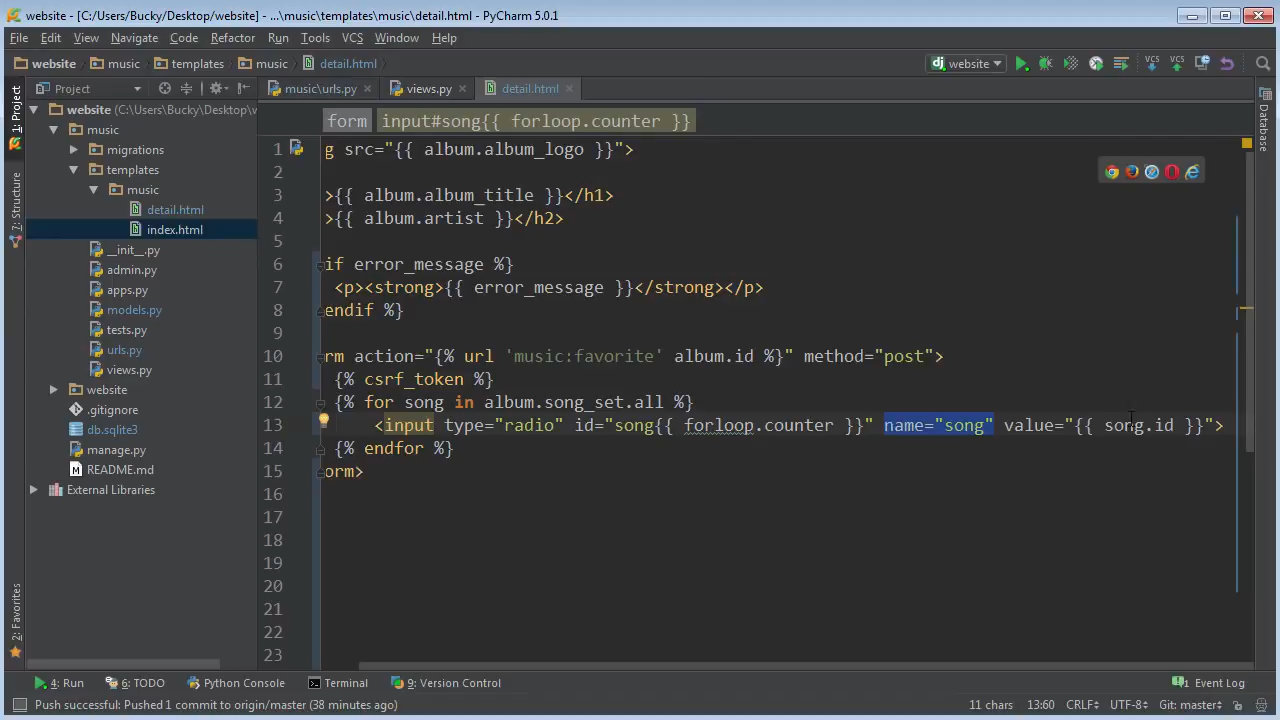 website - [C:/Users/Bucky/Desktop/website] - ...\music\templates\music\detail.html - PyCharm 5.0.1
File Edit View Navigate Code Refactor Run Tools VCS Window Help
website music templates music detail.html
dj website
VCS VCS
1: Project
7: Structure
2: Favorites
Project
website (C:\Users\Bucky\Desktop\w
music
migrations
templates
music
detail.html
index.html
__init__.py
admin.py
apps.py
models.py
tests.py
urls.py
views.py
website
.gitignore
db.sqlite3
manage.py
README.md
External Libraries
music\urls.py views.py detail.html
form input#song{{ forloop.counter }}
1 g src="{{ album.album_logo }}">
2
3 >{{ album.album_title }}</h1>
4 >{{ album.artist }}</h2>
5
6 if error_message %}
7 <p><strong>{{ error_message }}</strong></p>
8 endif %}
9
10 rm action="{% url 'music:favorite' album.id %}" method="post">
11 {% csrf_token %}
12 {% for song in album.song_set.all %}
13 <input type="radio" id="song{{ forloop.counter }}" name="song" value="{{ song.id }}">
14 {% endfor %}
15 orm>
16
17
18
19
20
21
22
23
Database
4: Run 6: TODO Python Console Terminal 9: Version Control 1 Event Log
Push successful: Pushed 1 commit to origin/master (38 minutes ago) 11 chars 13:60 CRLF UTF-8 Git: master